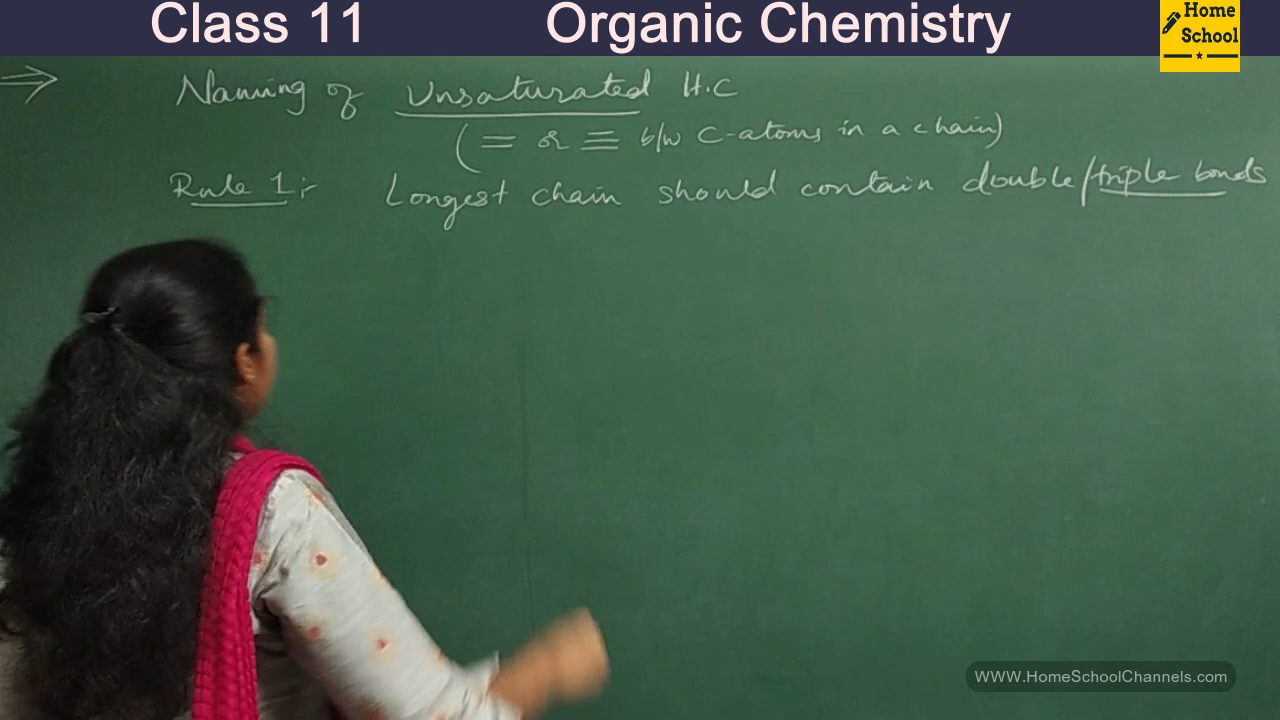 Class 11 Organic Chemistry
Home
School
⇒ Naming of Unsaturated H.C
(= or ≡ b/w C-atoms in a chain)
Rule 1:- Longest chain should contain double/triple bonds
WWW.HomeSchoolChannels.com